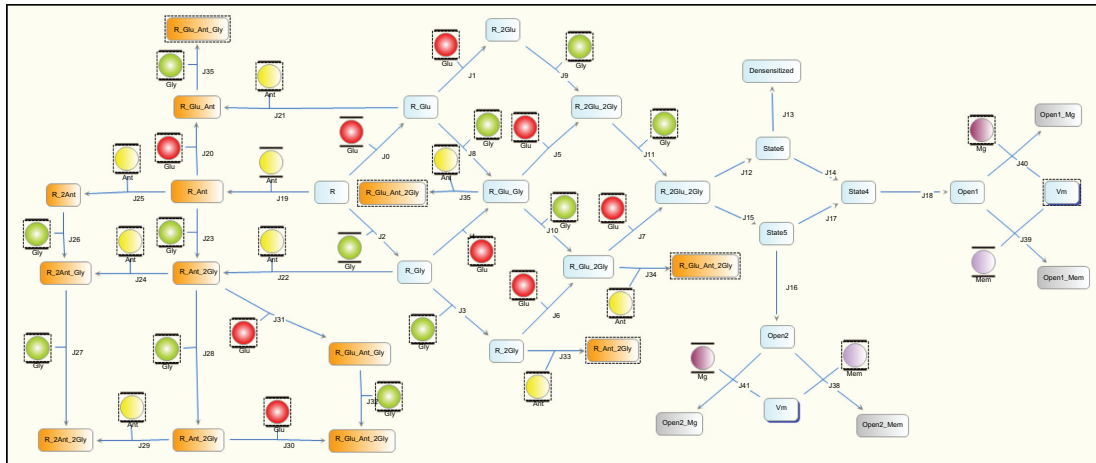 R_Glu_Ant_Gly
R_2Glu
Glu
Gly
J35
Gly
Ant
J1
J9
Densensitized
R_Glu_Ant
J21
R_Glu
R_2Glu_2Gly
Open1_Mg
J13
Glu
Gly
Glu
Gly
Mg
J20
Glu
J0
J8
J5
J11
State6
J40
Ant
Ant
Ant
J12
J14
R_2Ant
J25
R_Ant
J19
R
R_Glu_Ant_2Gly
J35
R_Glu_Gly
R_2Glu_2Gly
State4
J18
Open1
Vm
J26
Gly
J23
Gly
Ant
J2
Gly
J4
Glu
J10
Gly
Glu
J7
J15
State5
J17
J39
Mem
Ant
R_2Ant_Gly
J24
R_Ant_2Gly
J22
R_Gly
R_Glu_2Gly
J34
R_Glu_Ant_2Gly
Open1_Mem
Glu
J16
J31
Glu
J3
Gly
J6
Ant
J27
Gly
J28
Gly
R_Glu_Ant_Gly
R_2Gly
J33
R_Ant_2Gly
Open2
Mg
Mem
J32
Gly
Ant
J41
J38
Vm
Ant
Glu
Open2_Mg
Open2_Mem
R_2Ant_2Gly
J29
R_Ant_2Gly
J30
R_Glu_Ant_2Gly